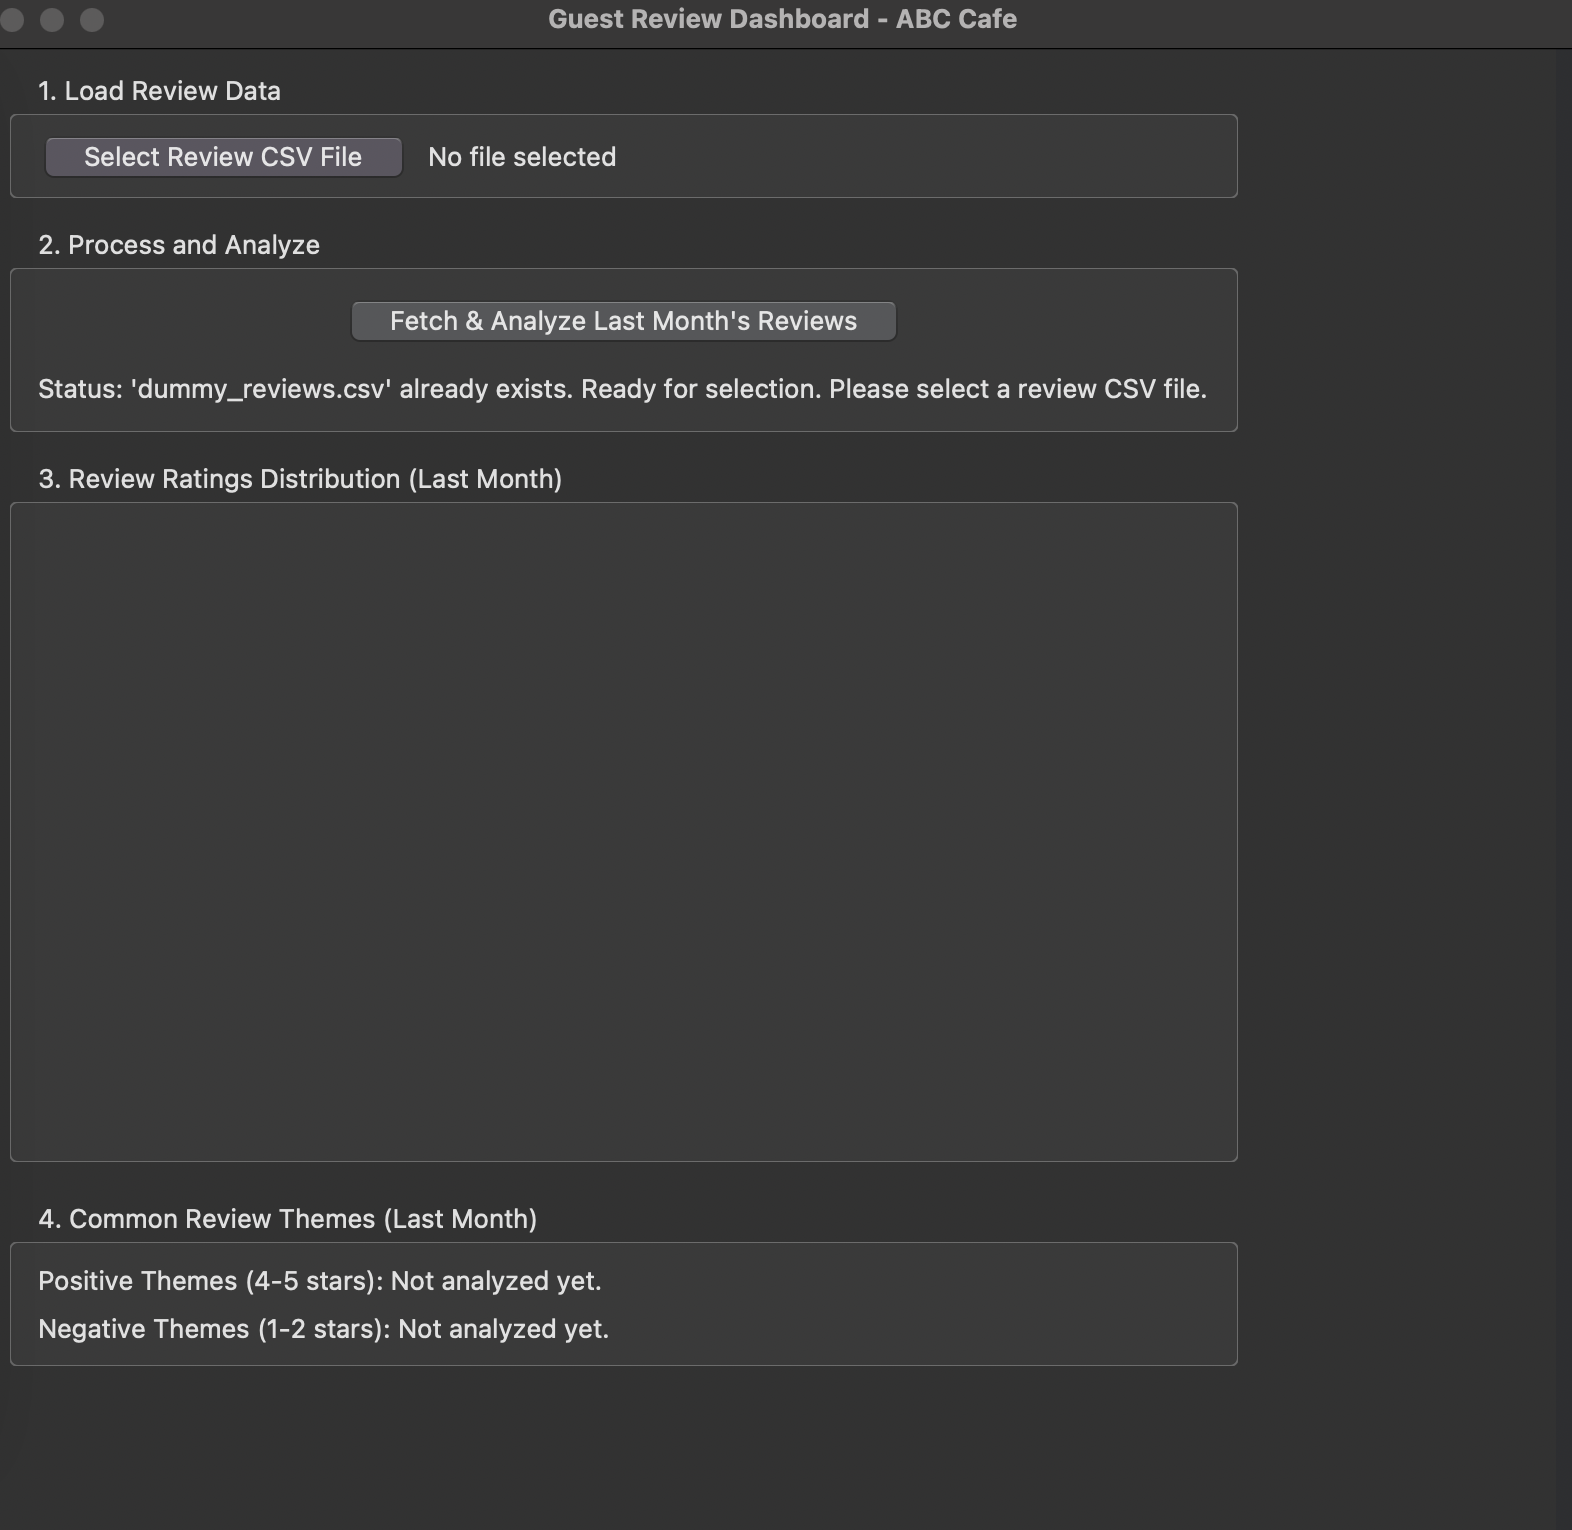 Guest Review Dashboard - ABC Cafe
1. Load Review Data
Select Review CSV File
No file selected
2. Process and Analyze
Fetch & Analyze Last Month's Reviews
Status: 'dummy_reviews.csv' already exists. Ready for selection. Please select a review CSV file.
3. Review Ratings Distribution (Last Month)
4. Common Review Themes (Last Month)
Positive Themes (4-5 stars): Not analyzed yet.
Negative Themes (1-2 stars): Not analyzed yet.